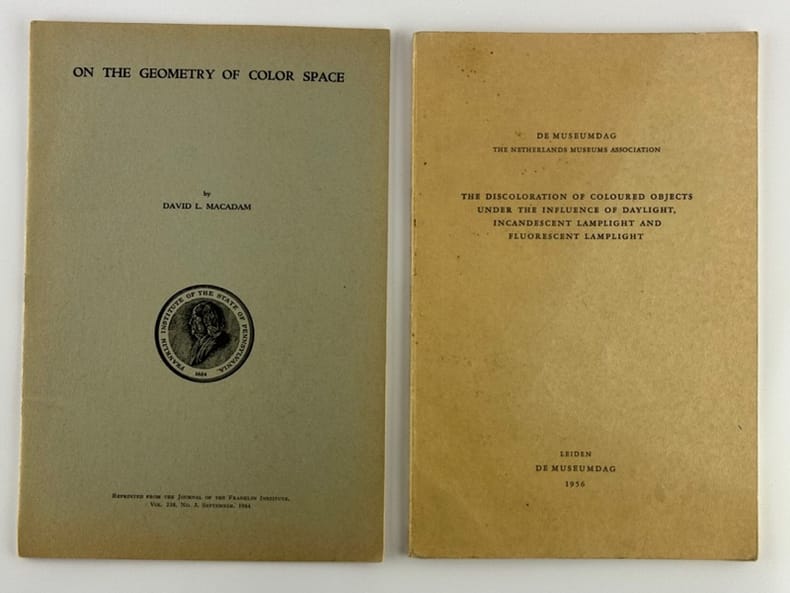 ON THE GEOMETRY OF COLOR SPACE
by
DAVID L. MACADAM
FRANKLIN INSTITUTE OF THE STATE OF PENNSYLVANIA
1824
REPRINTED FROM THE JOURNAL OF THE FRANKLIN INSTITUTE,
VOL. 238, NO. 3, SEPTEMBER, 1944
DE MUSEUMDAG
THE NETHERLANDS MUSEUMS ASSOCIATION
THE DISCOLORATION OF COLOURED OBJECTS
UNDER THE INFLUENCE OF DAYLIGHT,
INCANDESCENT LAMPLIGHT AND
FLUORESCENT LAMPLIGHT
LEIDEN
DE MUSEUMDAG
1956